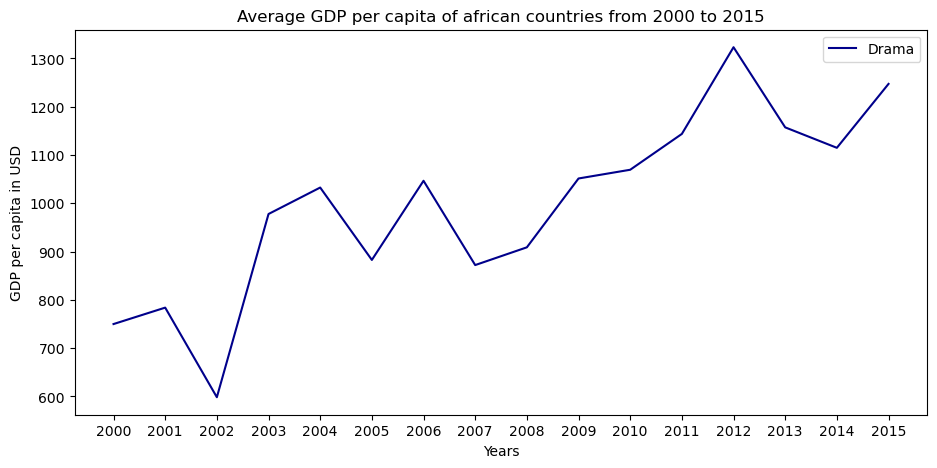 Average GDP per capita of african countries from 2000 to 2015
Drama
GDP per capita in USD
1300
1200
1100
1000
900
800
700
600
2000 2001 2002 2003 2004 2005 2006 2007 2008 2009 2010 2011 2012 2013 2014 2015
Years